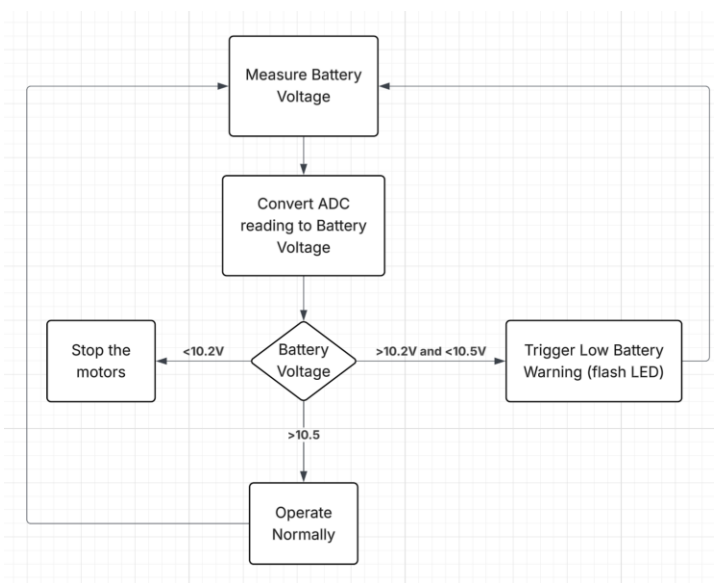 Measure Battery
Voltage
Convert ADC
reading to Battery
Voltage
Stop the
motors
<10.2V
Battery
Voltage
>10.2V and <10.5V
Trigger Low Battery
Warning (flash LED)
>10.5
Operate
Normally